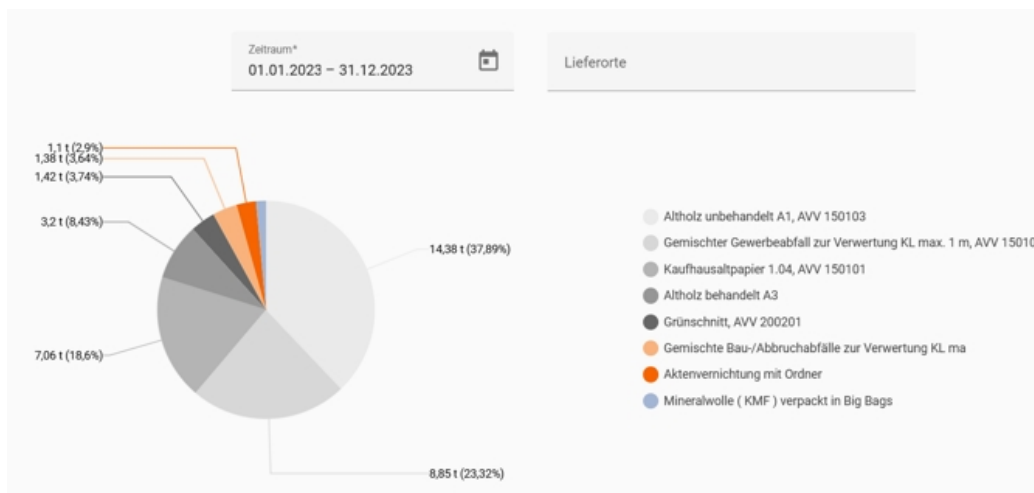 Zeitraum*
01.01.2023 – 31.12.2023
Lieferorte
1,1 t (2,9%)
1,38 t (3,64%)
1,42 t (3,74%)
3,2 t (8,43%)
7,06 t (18,6%)
14,38 t (37,89%)
8,85 t (23,32%)
Altholz unbehandelt A1, AVV 150103
Gemischter Gewerbeabfall zur Verwertung KL max. 1 m, AVV 15010
Kaufhausaltpapier 1.04, AVV 150101
Altholz behandelt A3
Grünschnitt, AVV 200201
Gemischte Bau-/Abbruchabfälle zur Verwertung KL ma
Aktenvernichtung mit Ordner
Mineralwolle ( KMF ) verpackt in Big Bags